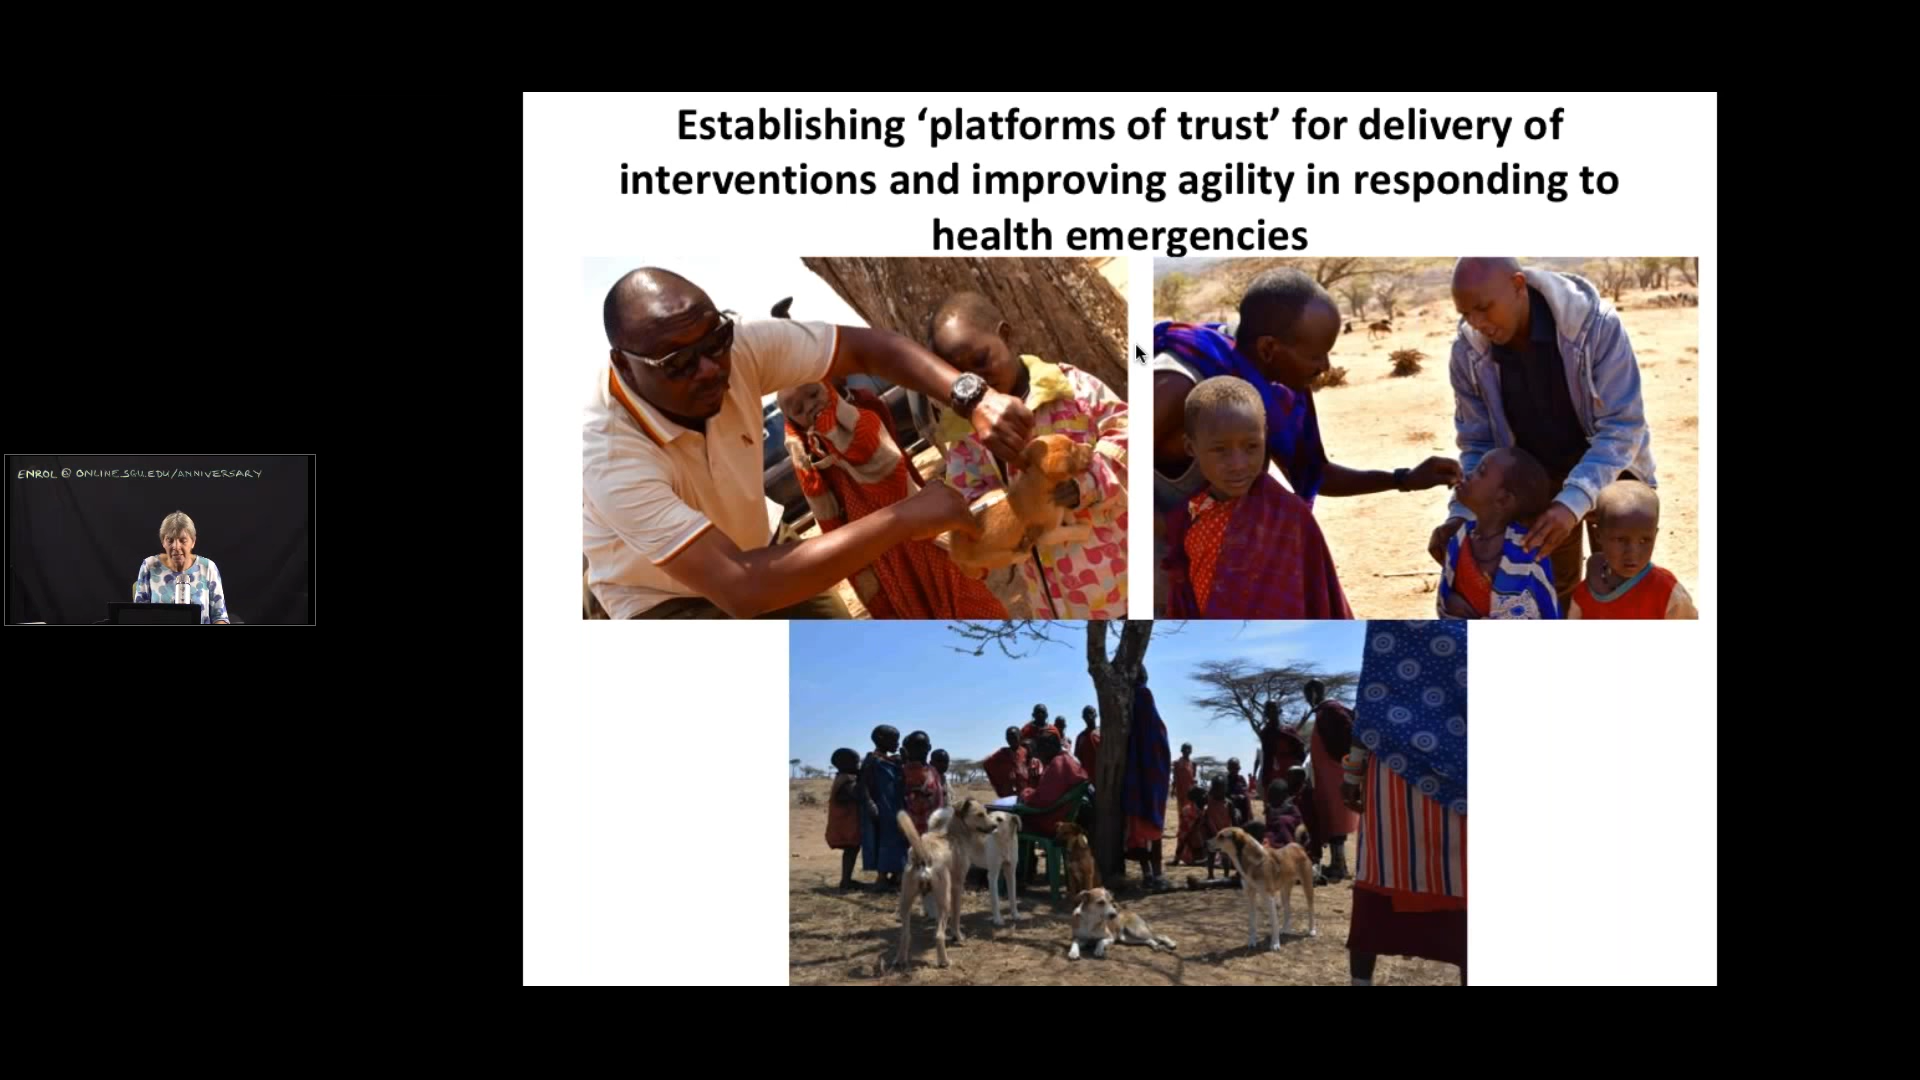 Establishing ‘platforms of trust’ for delivery of
interventions and improving agility in responding to
health emergencies
ENROL @ ONLINE.SGU.EDU/ANNIVERSARY